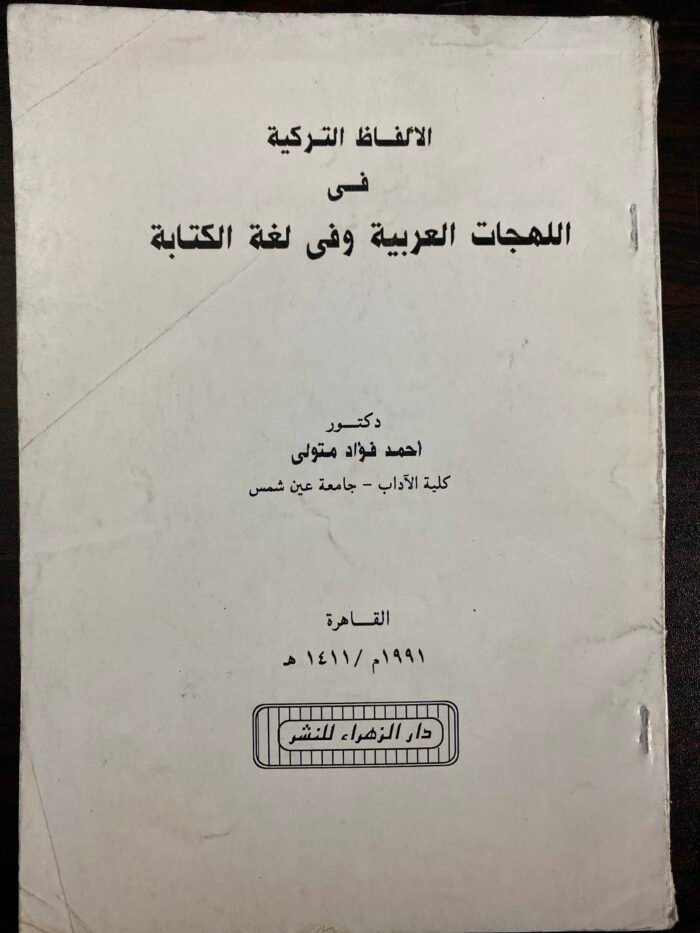 الألفاظ التركية
فى
اللهجات العربية وفى لغة الكتابة
دكتور
أحمد فؤاد متولى
كلية الآداب - جامعة عين شمس
القاهرة
١٩٩١م / ١٤١١ هـ
دار الزهراء للنشر